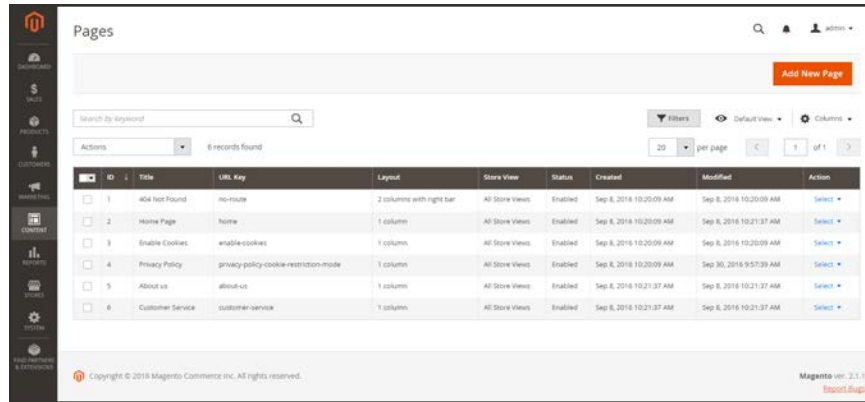 Pages
admin
Add New Page
DASHBOARD
SALES
PRODUCTS
CUSTOMERS
MARKETING
CONTENT
REPORTS
STORES
SYSTEM
FIND PARTNERS
& EXTENSIONS
Search by keyword
Filters Default View Columns
Actions 6 records found 20 per page 1 of 1
ID Title URL Key Layout Store View Status Created Modified Action
1 404 Not Found no-route 2 columns with right bar All Store Views Enabled Sep 8, 2016 10:20:09 AM Sep 8, 2016 10:20:09 AM Select
2 Home Page home 1 column All Store Views Enabled Sep 8, 2016 10:20:09 AM Sep 8, 2016 10:21:37 AM Select
3 Enable Cookies enable-cookies 1 column All Store Views Enabled Sep 8, 2016 10:20:09 AM Sep 8, 2016 10:20:09 AM Select
4 Privacy Policy privacy-policy-cookie-restriction-mode 1 column All Store Views Enabled Sep 8, 2016 10:20:09 AM Sep 30, 2016 9:57:39 AM Select
5 About us about-us 1 column All Store Views Enabled Sep 8, 2016 10:21:37 AM Sep 8, 2016 10:21:37 AM Select
6 Customer Service customer-service 1 column All Store Views Enabled Sep 8, 2016 10:21:37 AM Sep 8, 2016 10:21:37 AM Select
Copyright © 2016 Magento Commerce Inc. All rights reserved.
Magento ver. 2.1.1
Report Bugs